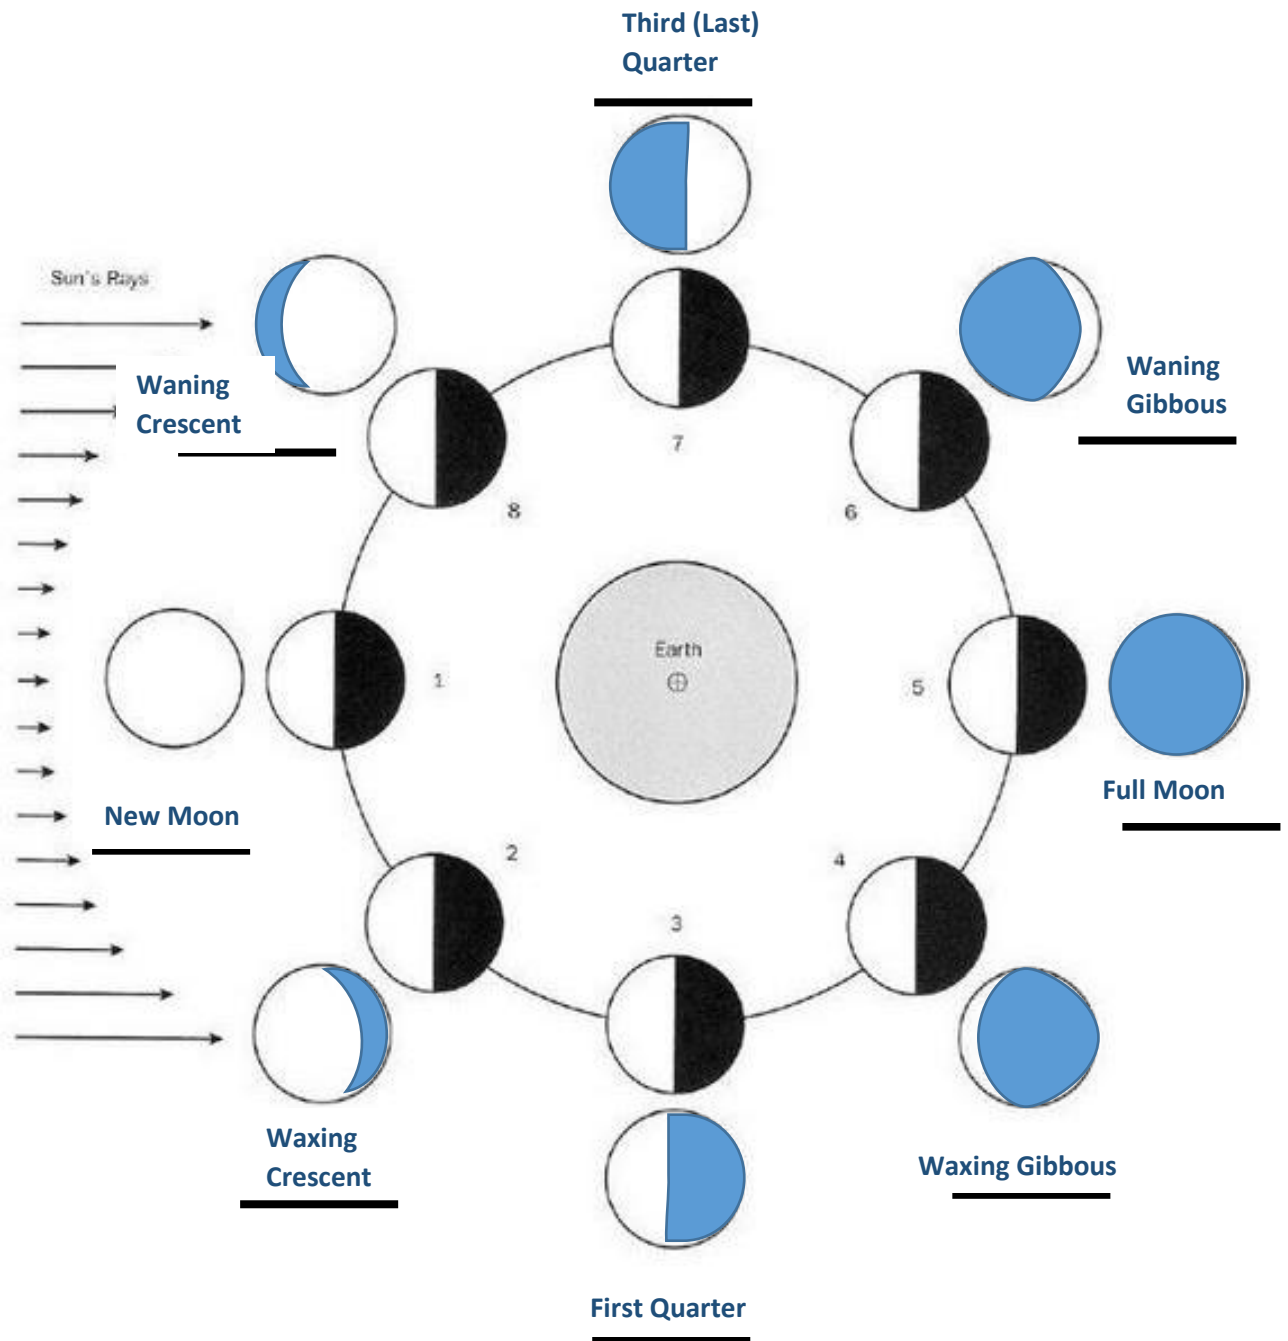 Third (Last)
Quarter
Sun's Rays
Waning
Crescent
Waning
Gibbous
7
8
6
Earth
1
5
New Moon
Full Moon
2
4
3
Waxing
Crescent
Waxing Gibbous
First Quarter